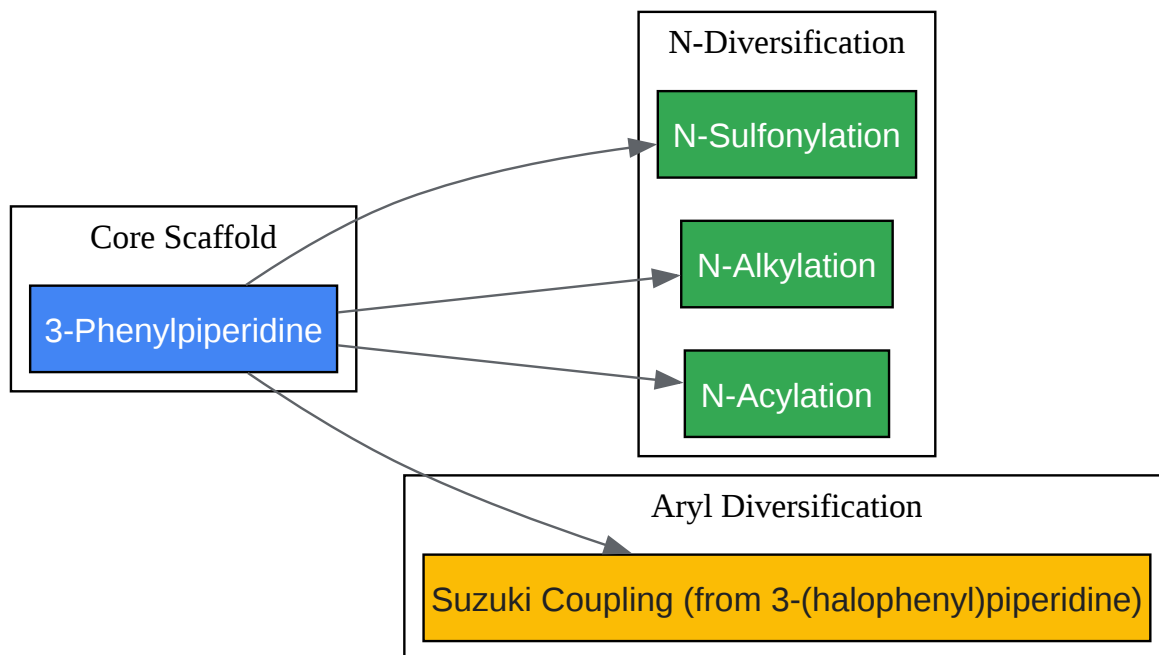 Core Scaffold
3-Phenylpiperidine
N-Diversification
N-Sulfonylation
N-Alkylation
N-Acylation
Aryl Diversification
Suzuki Coupling (from 3-(halophenyl)piperidine)